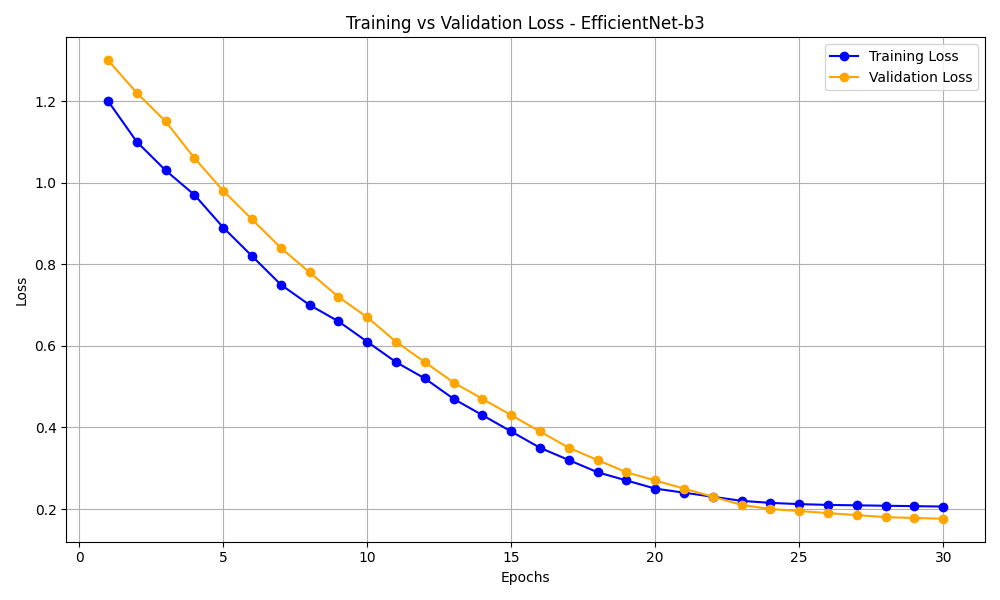 Training vs Validation Loss - EfficientNet-b3
Training Loss
Validation Loss
Loss
1.2
1.0
0.8
0.6
0.4
0.2
0 5 10 15 20 25 30
Epochs